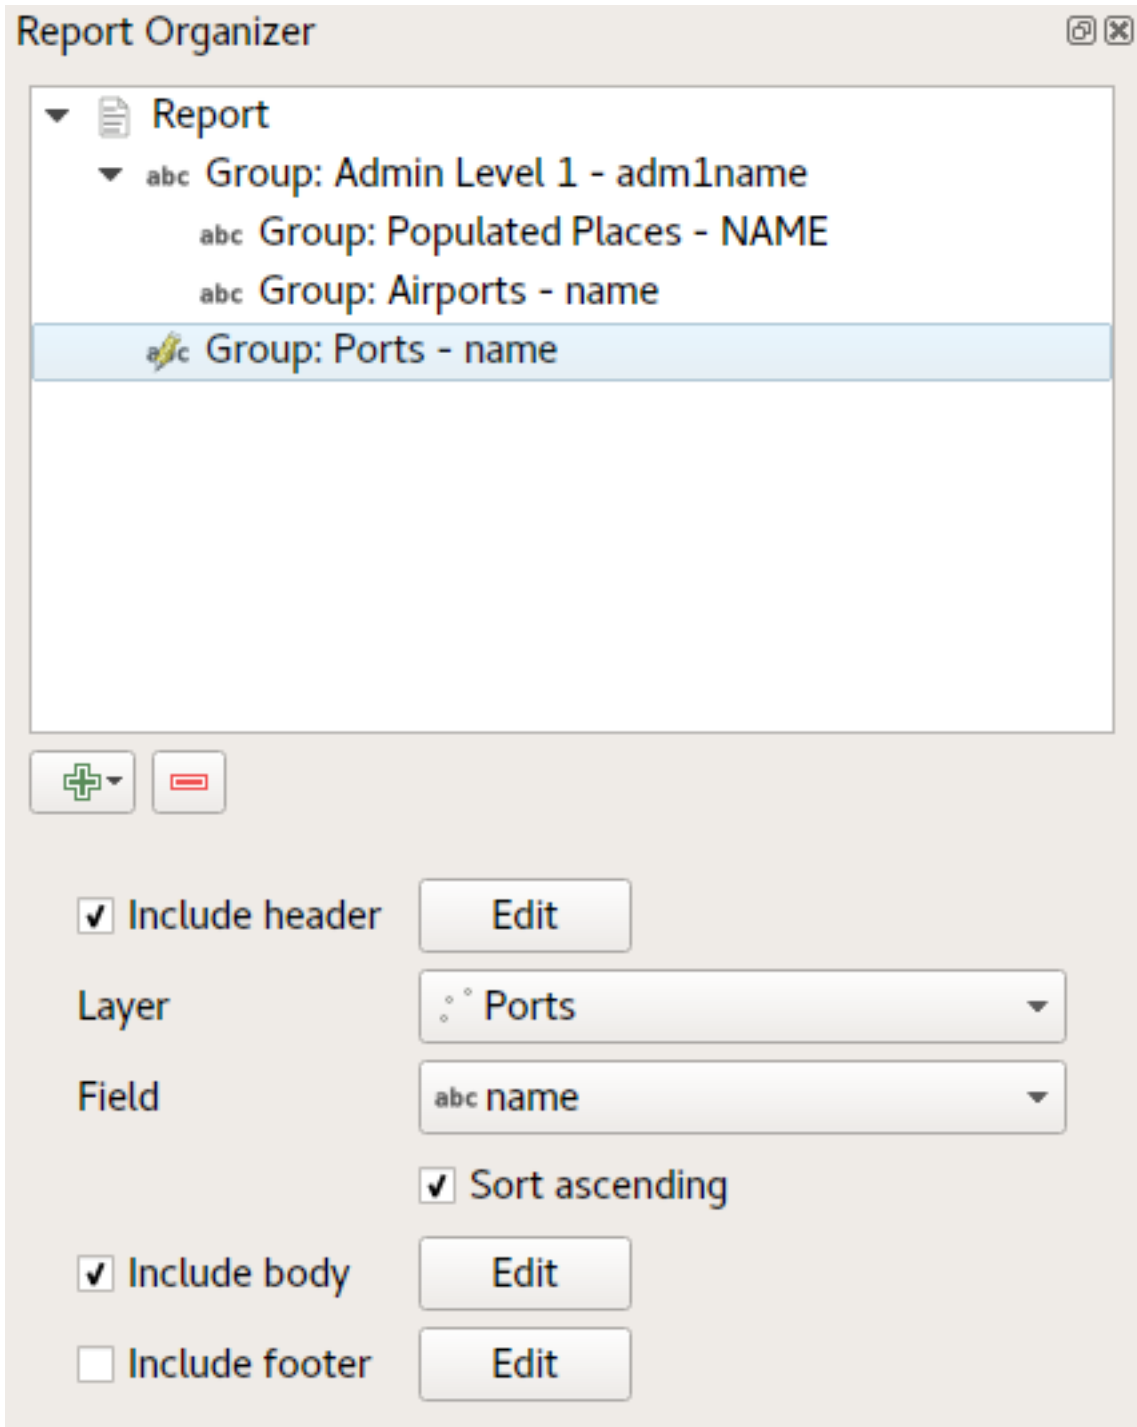 Report Organizer
Report
abc Group: Admin Level 1 - adm1name
abc Group: Populated Places - NAME
abc Group: Airports - name
abc Group: Ports - name
Include header Edit
Layer Ports
Field abc name
Sort ascending
Include body Edit
Include footer Edit